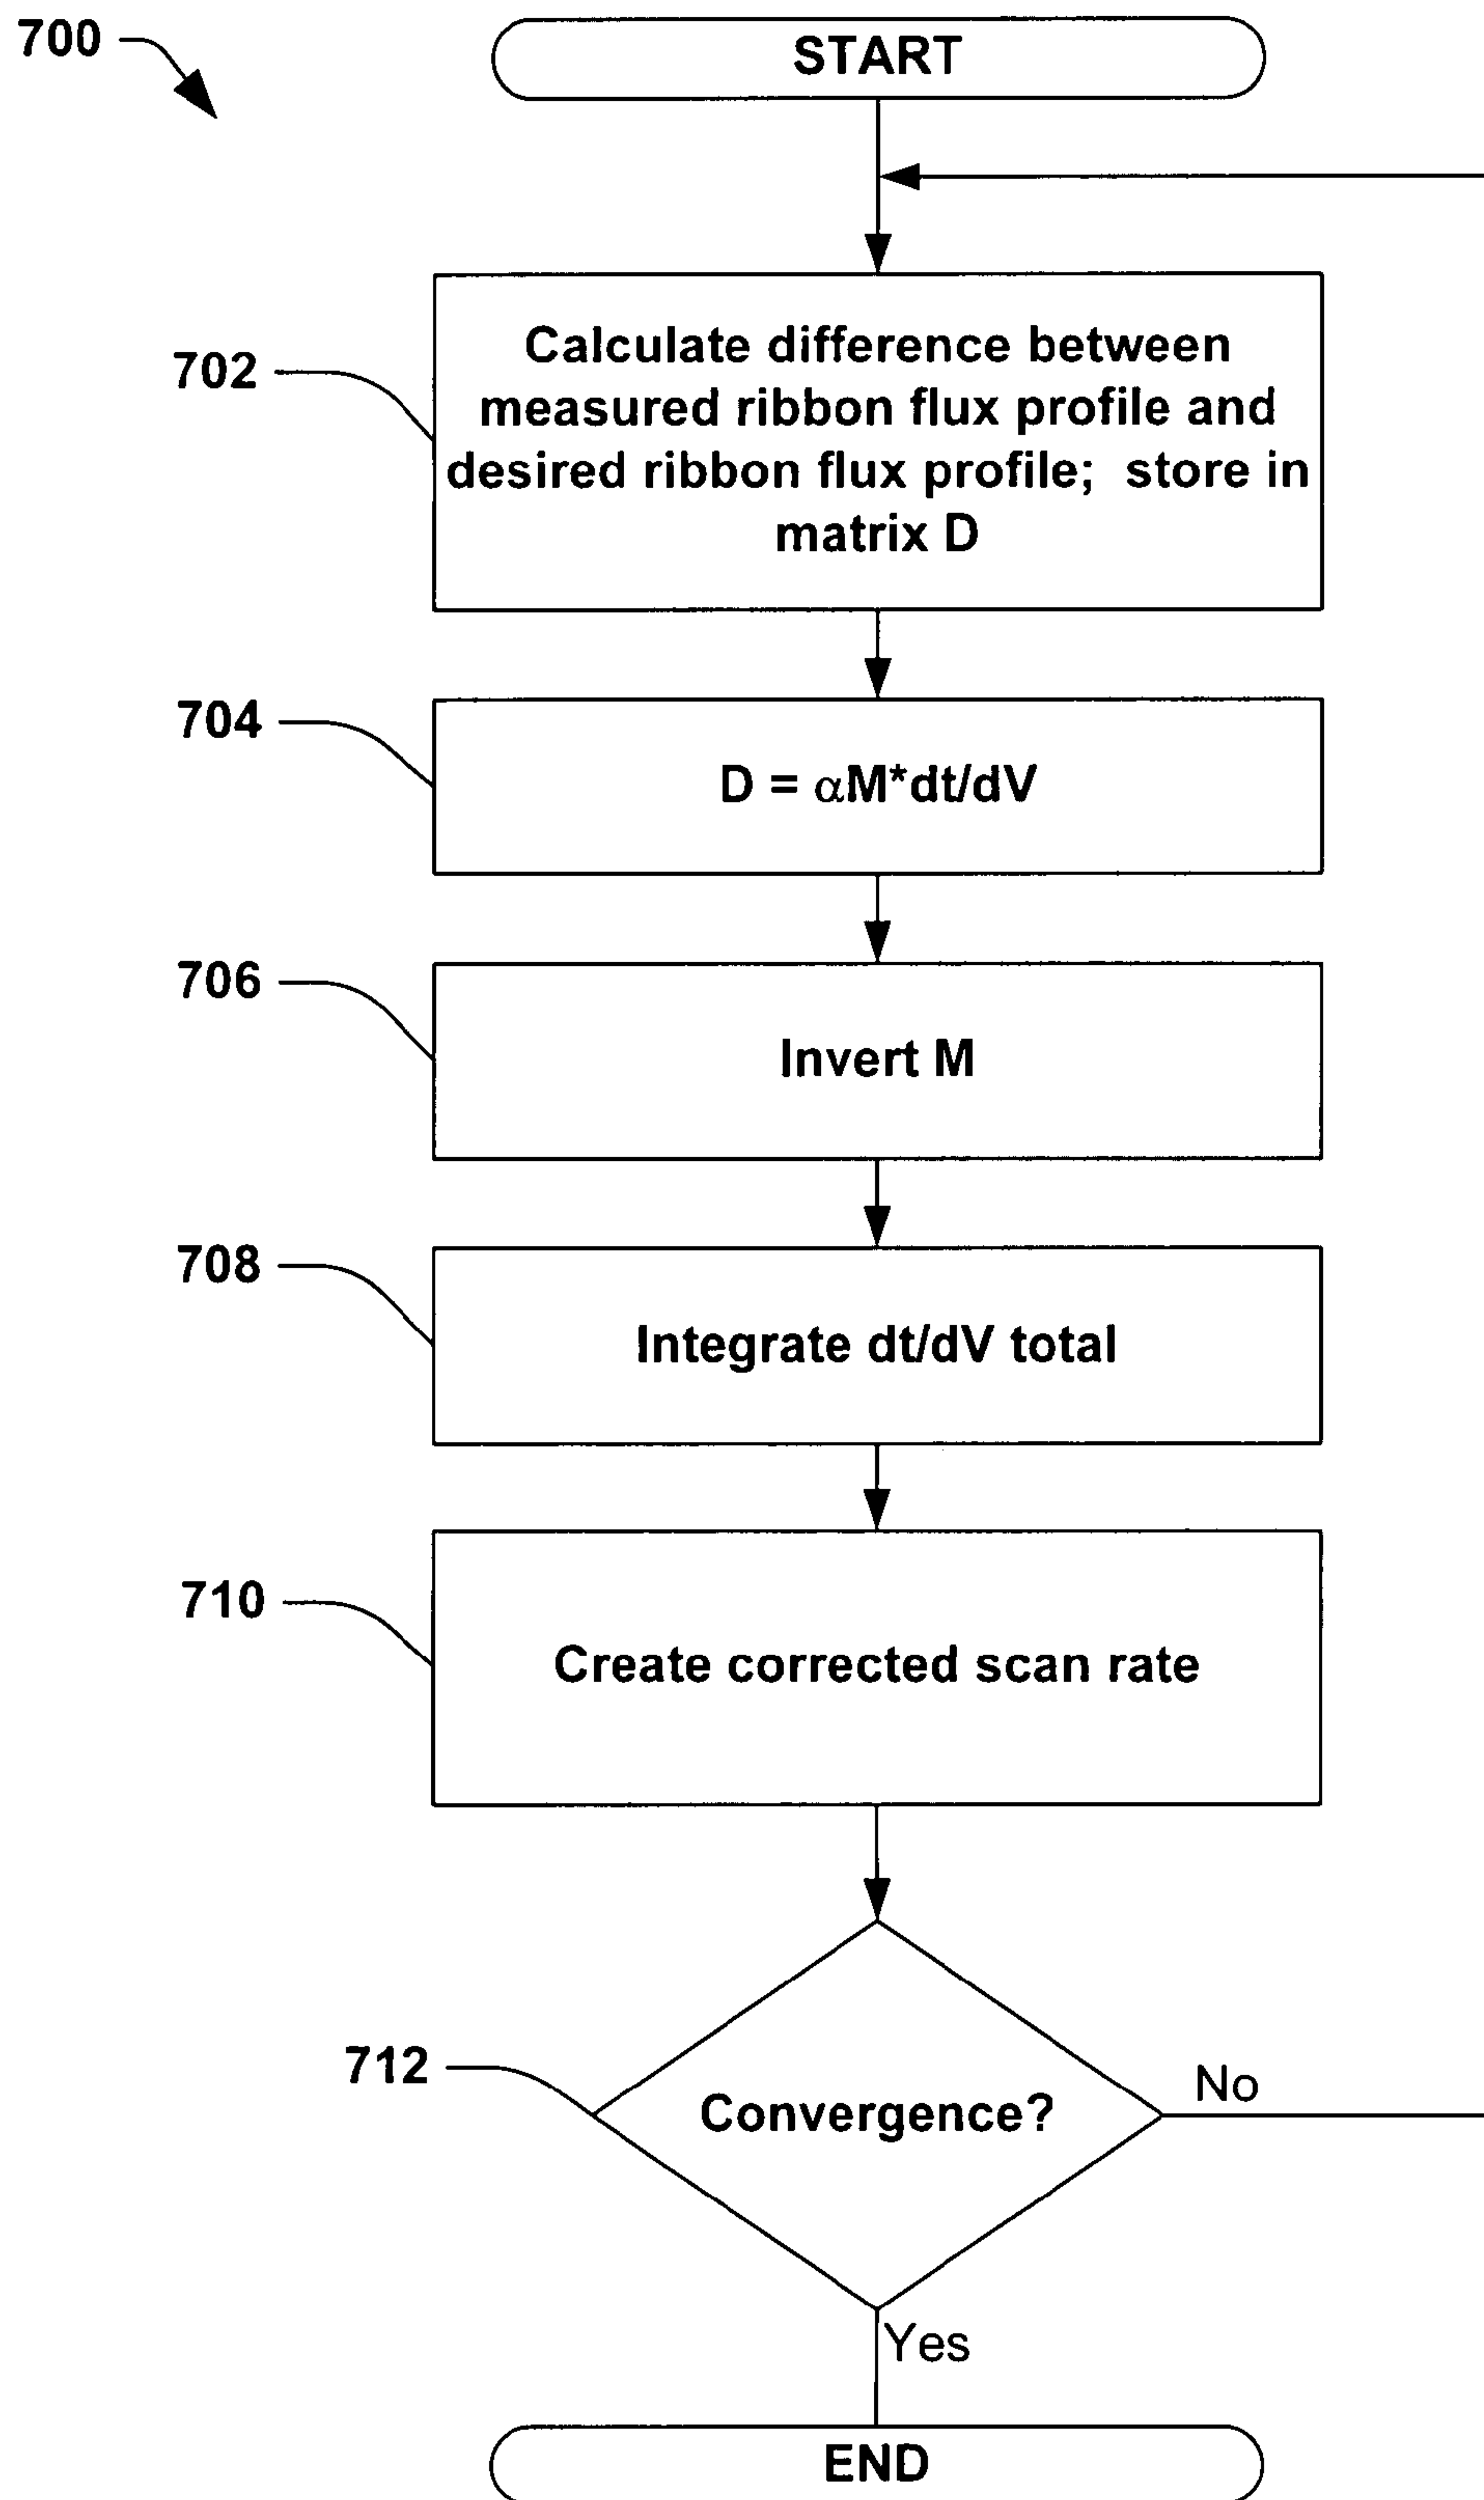 700
START
702
Calculate difference between
measured ribbon flux profile and
desired ribbon flux profile; store in
matrix D
704
D = αM*dt/dV
706
Invert M
708
Integrate dt/dV total
710
Create corrected scan rate
712
Convergence?
No
Yes
END